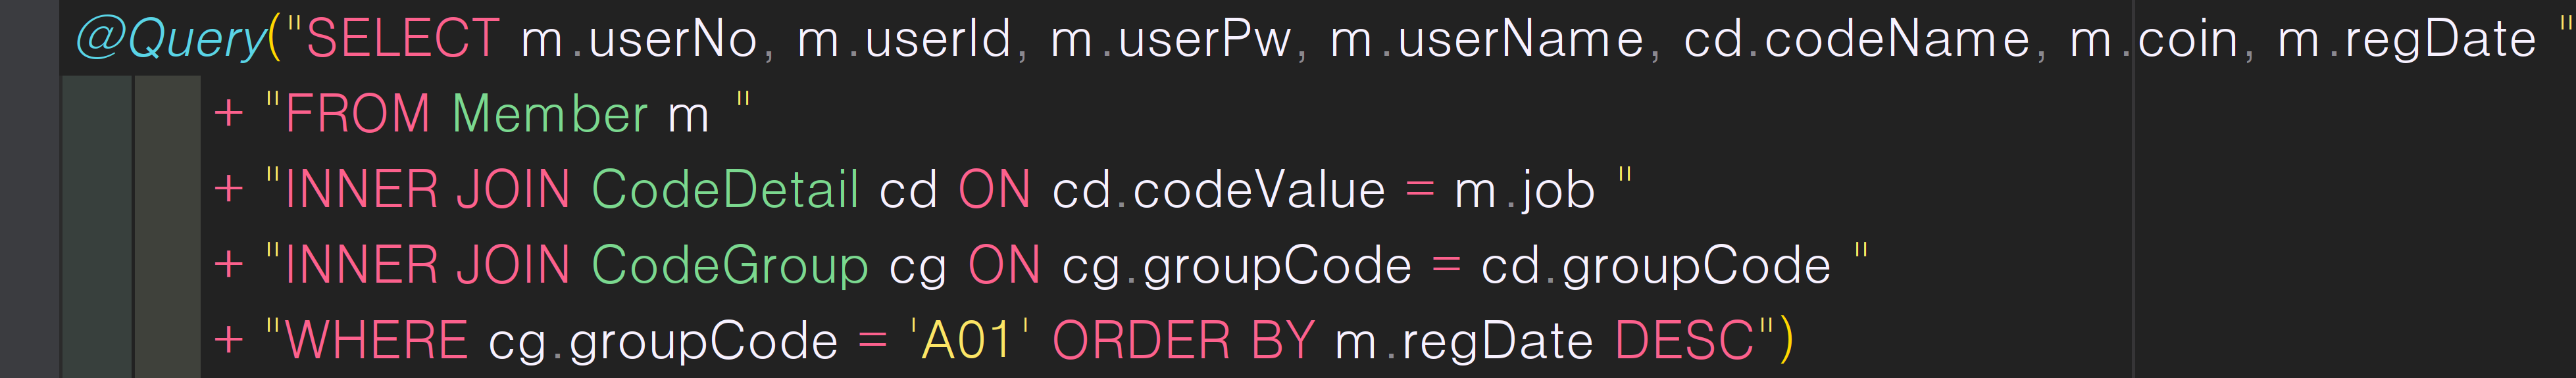 @Query("SELECT m.userNo, m.userId, m.userPw, m.userName, cd.codeName, m.coin, m.regDate "
+ "FROM Member m "
+ "INNER JOIN CodeDetail cd ON cd.codeValue = m.job "
+ "INNER JOIN CodeGroup cg ON cg.groupCode = cd.groupCode "
+ "WHERE cg.groupCode = 'A01' ORDER BY m.regDate DESC")